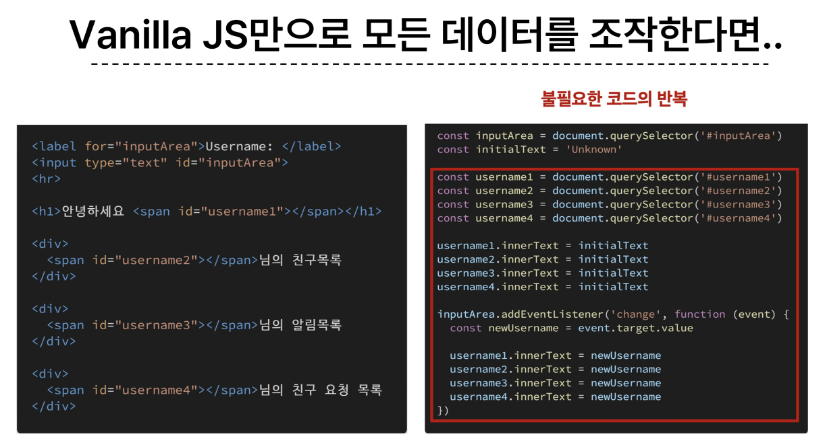 Vanilla JS만으로 모든 데이터를 조작한다면..
불필요한 코드의 반복
<label for="inputArea">Username: </label>
<input type="text" id="inputArea">
<hr>
<h1>안녕하세요 <span id="username1"></span></h1>
<div>
<span id="username2"></span>님의 친구목록
</div>
<div>
<span id="username3"></span>님의 알림목록
</div>
<div>
<span id="username4"></span>님의 친구 요청 목록
</div>
const inputArea = document.querySelector('#inputArea')
const initialText = 'Unknown'
const username1 = document.querySelector('#username1')
const username2 = document.querySelector('#username2')
const username3 = document.querySelector('#username3')
const username4 = document.querySelector('#username4')
username1.innerText = initialText
username2.innerText = initialText
username3.innerText = initialText
username4.innerText = initialText
inputArea.addEventListener('change', function (event) {
const newUsername = event.target.value
username1.innerText = newUsername
username2.innerText = newUsername
username3.innerText = newUsername
username4.innerText = newUsername
})